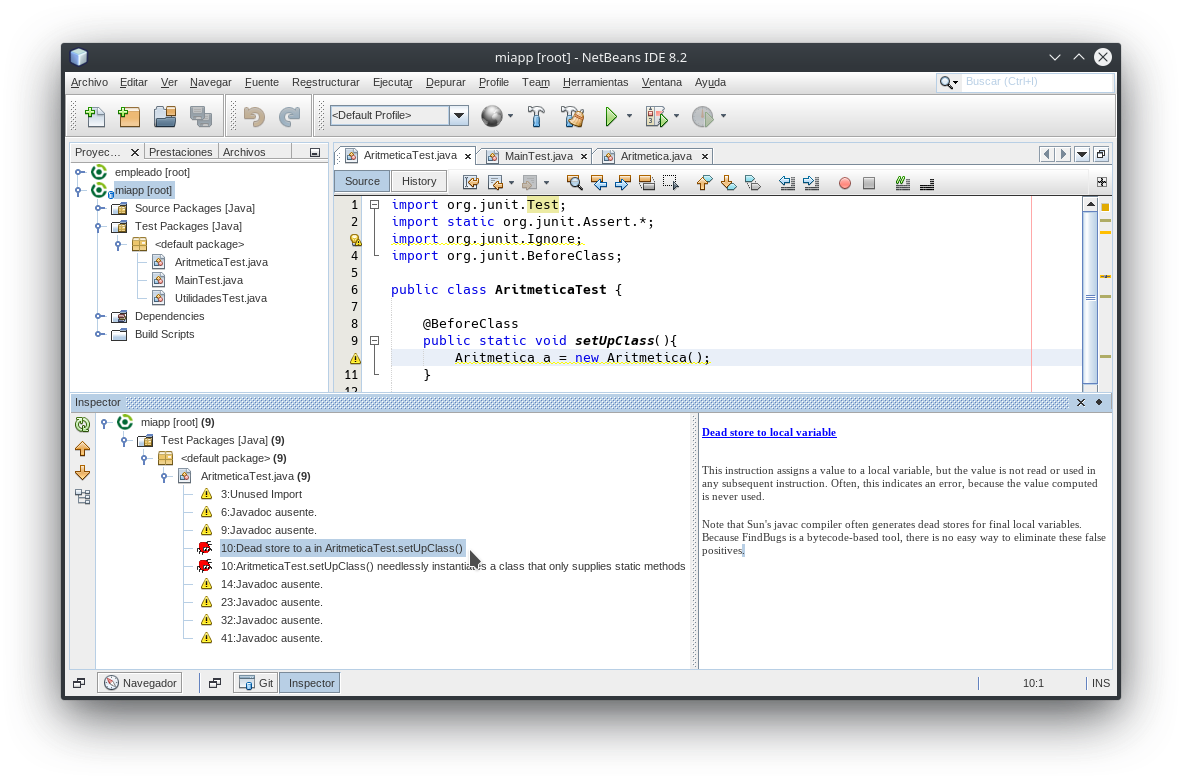 miapp [root] - NetBeans IDE 8.2
Archivo Editar Ver Navegar Fuente Reestructurar Ejecutar Depurar Profile Team Herramientas Ventana Ayuda
Buscar (Ctrl+I)
<Default Profile>
Proyec... Prestaciones Archivos
empleado [root]
miapp [root]
Source Packages [Java]
Test Packages [Java]
<default package>
AritmeticaTest.java
MainTest.java
UtilidadesTest.java
Dependencies
Build Scripts
AritmeticaTest.java MainTest.java Aritmetica.java
Source History
1 import org.junit.Test;
2 import static org.junit.Assert.*;
import org.junit.Ignore;
4 import org.junit.BeforeClass;
5
6 public class AritmeticaTest {
7
8 @BeforeClass
9 public static void setUpClass(){
Aritmetica a = new Aritmetica();
11 }
12
Inspector
miapp [root] (9)
Test Packages [Java] (9)
<default package> (9)
AritmeticaTest.java (9)
3:Unused Import
6:Javadoc ausente.
9:Javadoc ausente.
10:Dead store to a in AritmeticaTest.setUpClass()
10:AritmeticaTest.setUpClass() needlessly instantiates a class that only supplies static methods
14:Javadoc ausente.
23:Javadoc ausente.
32:Javadoc ausente.
41:Javadoc ausente.
Dead store to local variable
This instruction assigns a value to a local variable, but the value is not read or used in
any subsequent instruction. Often, this indicates an error, because the value computed
is never used.
Note that Sun's javac compiler often generates dead stores for final local variables.
Because FindBugs is a bytecode-based tool, there is no easy way to eliminate these false
positives.
Navegador Git Inspector
10:1 INS